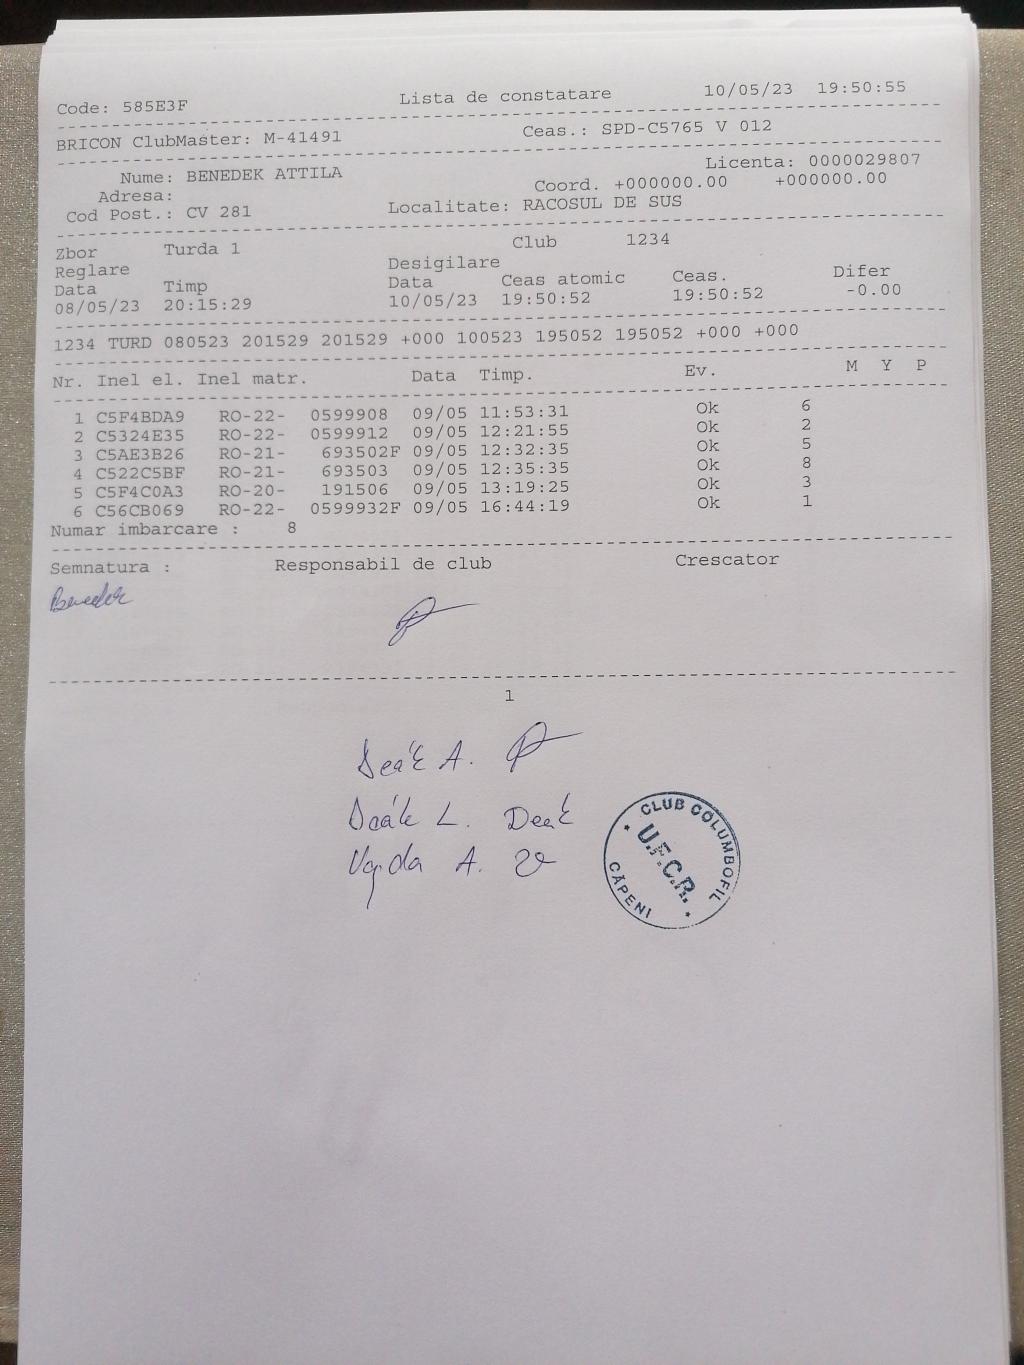 Code: 585E3F Lista de constatare 10/05/23 19:50:55
BRICON ClubMaster: M-41491 Ceas.: SPD-C5765 V 012
Nume: BENEDEK ATTILA Licenta: 0000029807
Adresa: Coord. +000000.00 +000000.00
Cod Post.: CV 281 Localitate: RACOSUL DE SUS
Zbor Turda 1 Club 1234
Reglare Desigilare
Data Timp Data Ceas atomic Ceas. Difer
08/05/23 20:15:29 10/05/23 19:50:52 19:50:52 -0.00
1234 TURD 080523 201529 201529 +000 100523 195052 195052 +000 +000
Nr. Inel el. Inel matr. Data Timp. Ev. M Y P
1 C5F4BDA9 RO-22- 0599908 09/05 11:53:31 Ok 6
2 C5324E35 RO-22- 0599912 09/05 12:21:55 Ok 2
3 C5AE3B26 RO-21- 693502F 09/05 12:32:35 Ok 5
4 C522C5BF RO-21- 693503 09/05 12:35:35 Ok 8
5 C5F4C0A3 RO-20- 191506 09/05 13:19:25 Ok 3
6 C56CB069 RO-22- 0599932F 09/05 16:44:19 Ok 1
Numar imbarcare : 8
Semnatura : Responsabil de club Crescator
Benedek
1
Deák A.
Deák L. Deák
Vajda A.
CLUB COLUMBOFIL
U.F.C.R.
CĂPENI